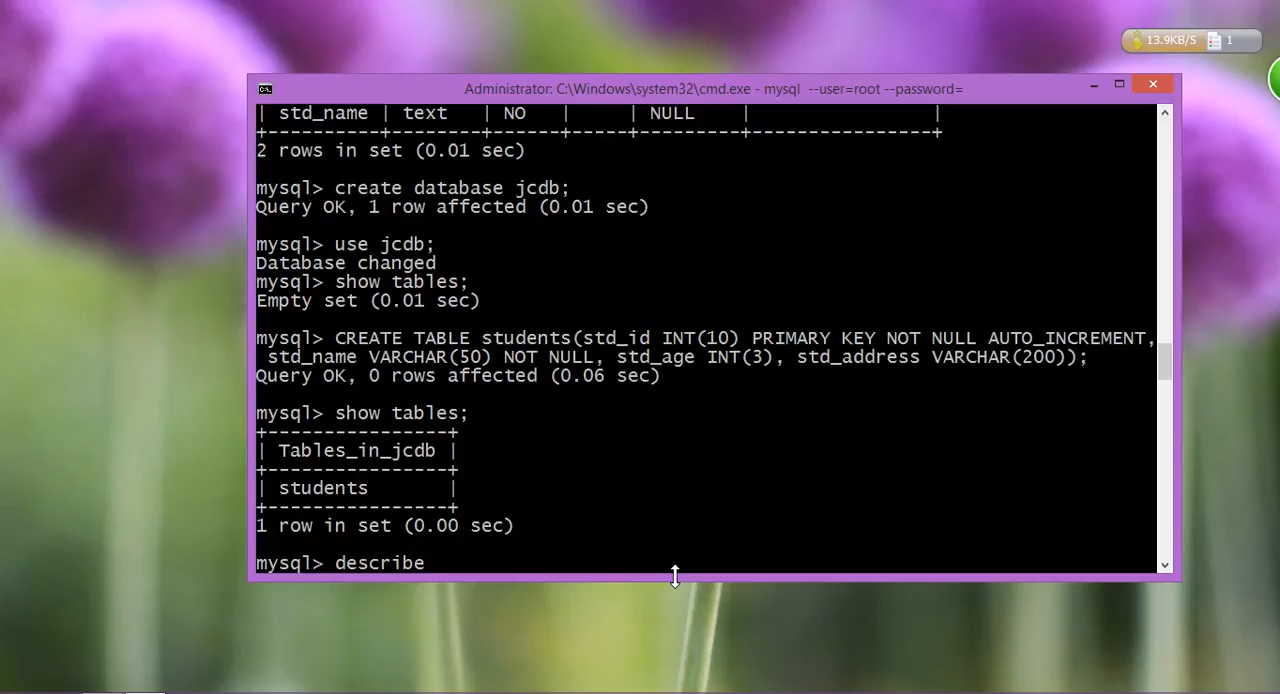 13.9KB/S 1
Administrator: C:\Windows\system32\cmd.exe - mysql  --user=root --password=
| std_name | text   | NO   |     | NULL    |                |
+----------+--------+------+-----+---------+----------------+
2 rows in set (0.01 sec)
mysql> create database jcdb;
Query OK, 1 row affected (0.01 sec)
mysql> use jcdb;
Database changed
mysql> show tables;
Empty set (0.01 sec)
mysql> CREATE TABLE students(std_id INT(10) PRIMARY KEY NOT NULL AUTO_INCREMENT,
 std_name VARCHAR(50) NOT NULL, std_age INT(3), std_address VARCHAR(200));
Query OK, 0 rows affected (0.06 sec)
mysql> show tables;
+----------------+
| Tables_in_jcdb |
+----------------+
| students       |
+----------------+
1 row in set (0.00 sec)
mysql> describe